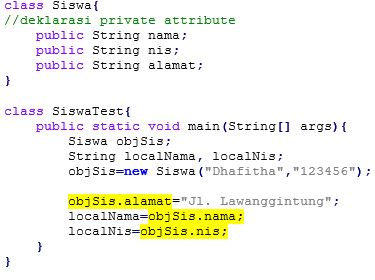 class Siswa{
//deklarasi private attribute
    public String nama;
    public String nis;
    public String alamat;
}

class SiswaTest{
    public static void main(String[] args){
        Siswa objSis;
        String localNama, localNis;
        objSis=new Siswa("Dhafitha","123456");

        objSis.alamat="Jl. Lawanggintung";
        localNama=objSis.nama;
        localNis=objSis.nis;
    }
}